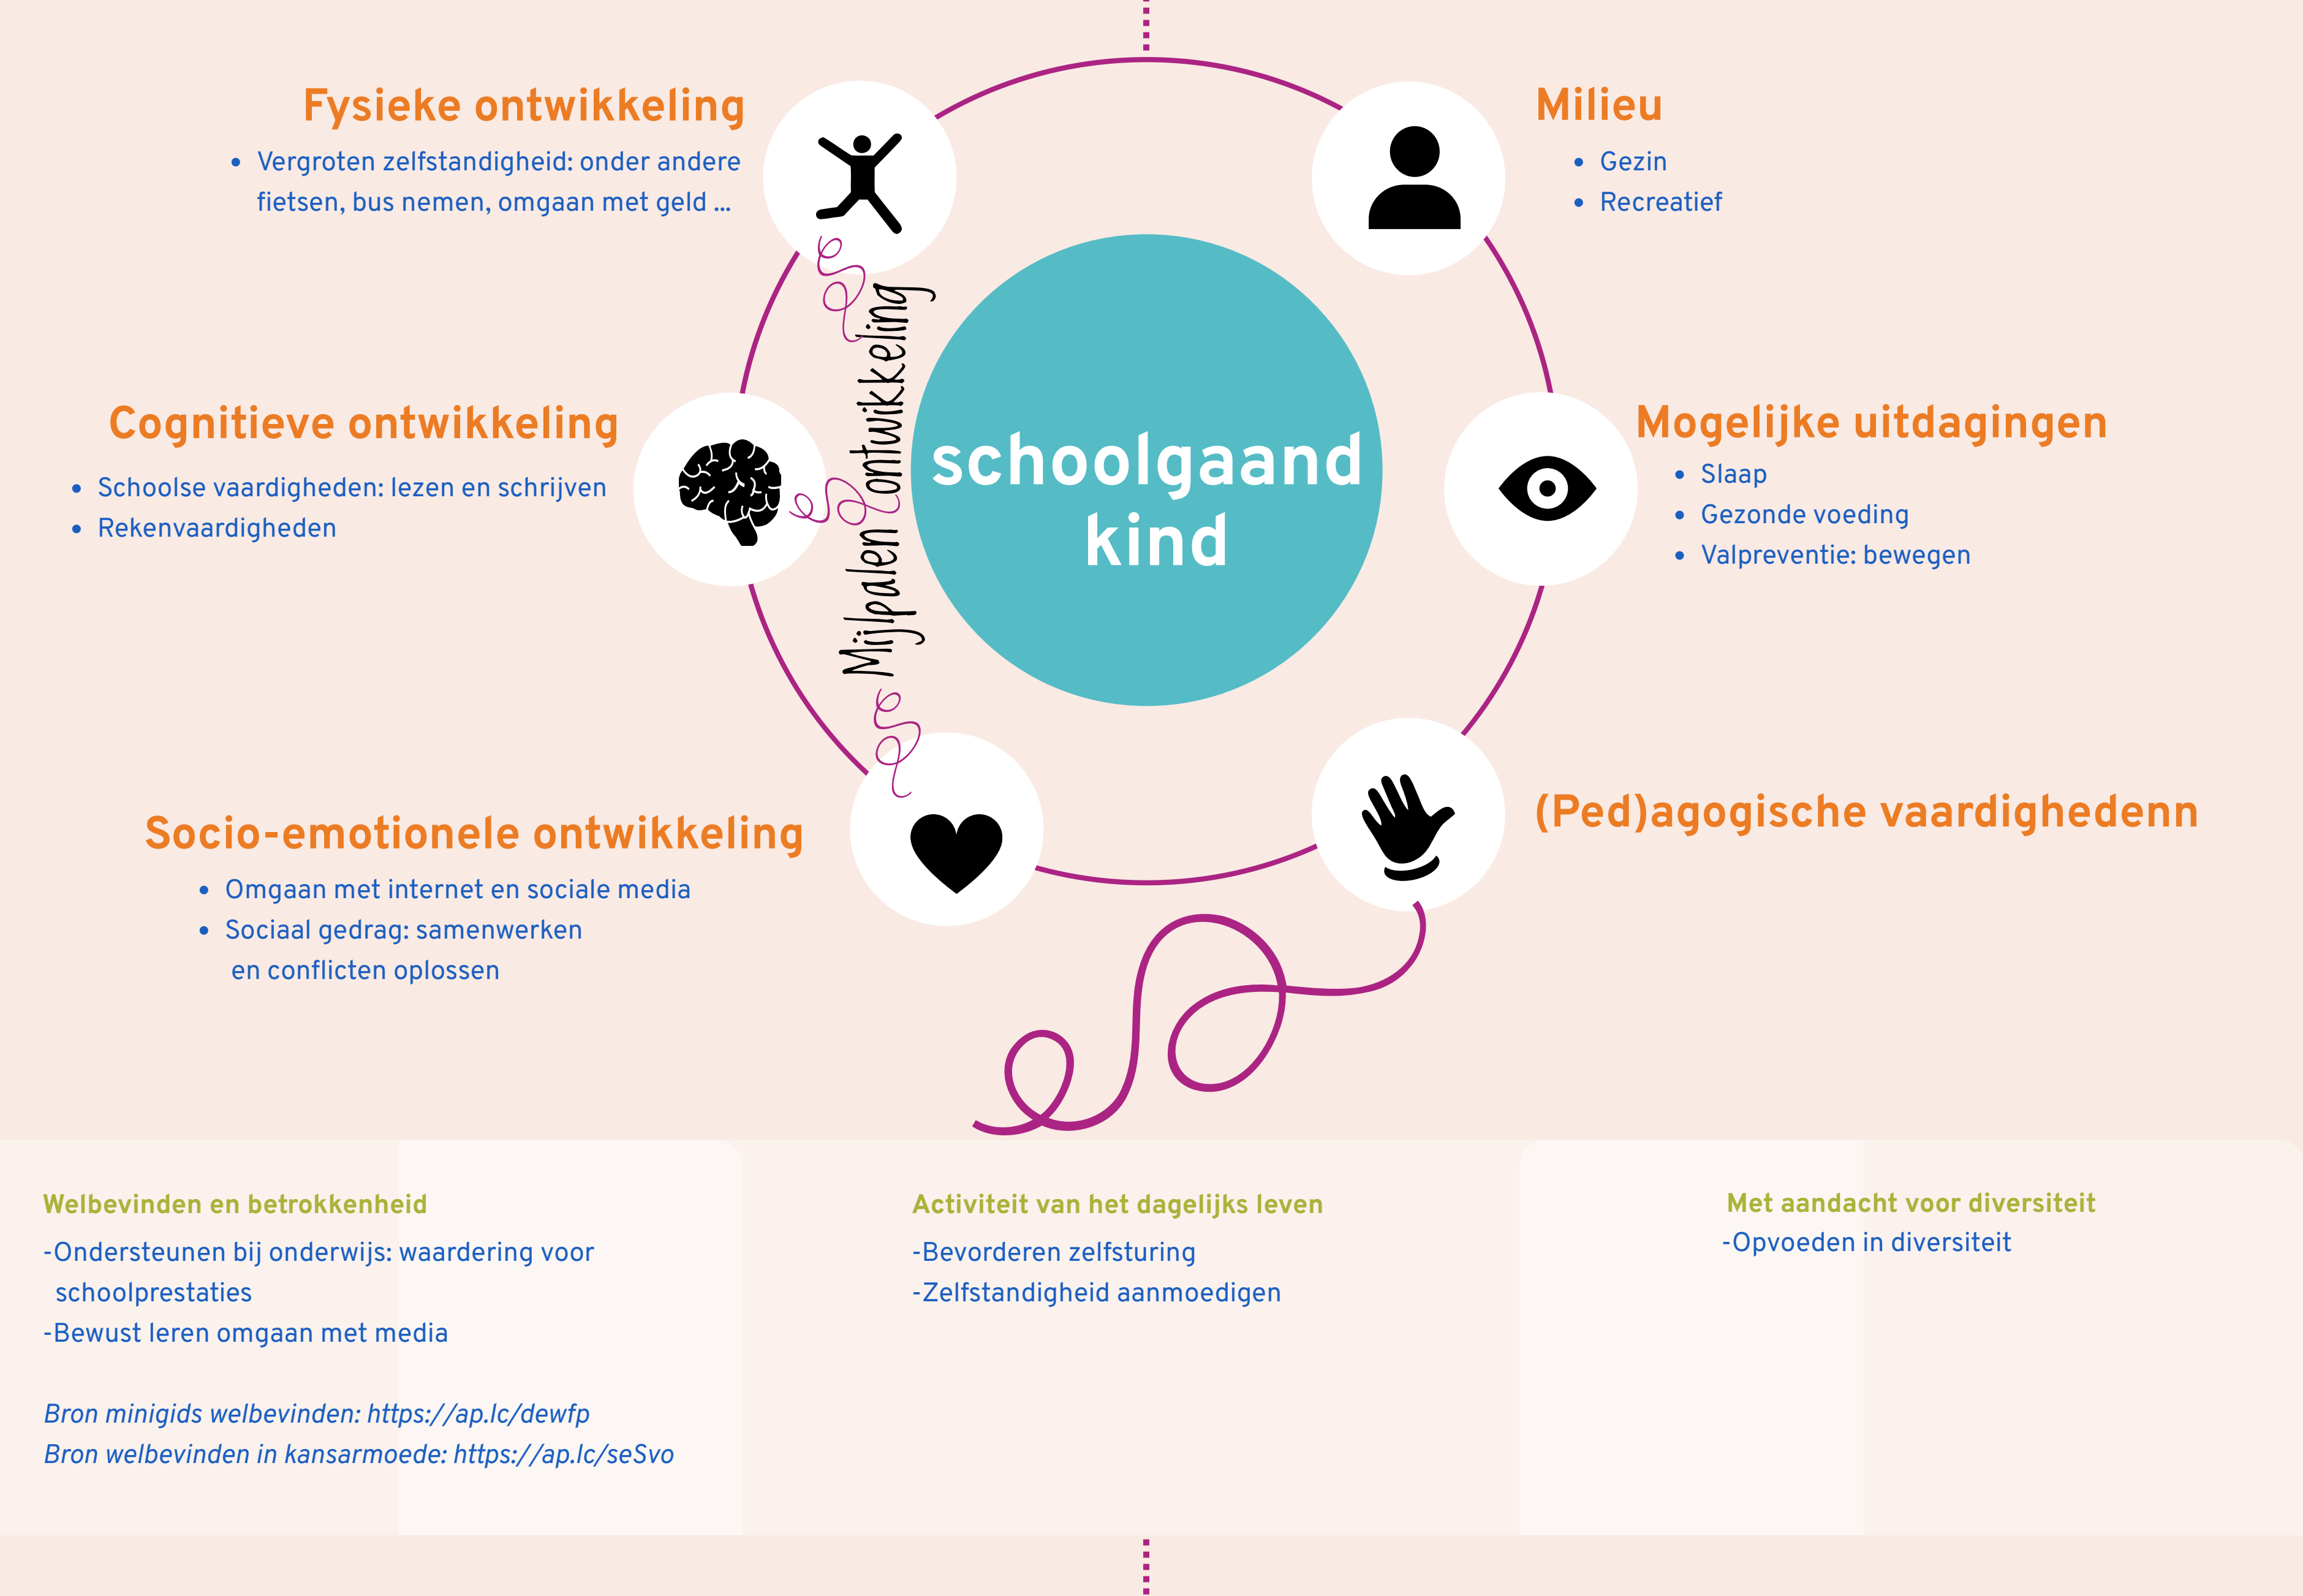 Fysieke ontwikkeling
• Vergroten zelfstandigheid: onder andere
fietsen, bus nemen, omgaan met geld ...
Milieu
• Gezin
• Recreatief
Cognitieve ontwikkeling
• Schoolse vaardigheden: lezen en schrijven
• Rekenvaardigheden
Mijlpalen ontwikkeling
schoolgaand
kind
Mogelijke uitdagingen
• Slaap
• Gezonde voeding
• Valpreventie: bewegen
Socio-emotionele ontwikkeling
• Omgaan met internet en sociale media
• Sociaal gedrag: samenwerken
en conflicten oplossen
(Ped)agogische vaardighedenn
Welbevinden en betrokkenheid
-Ondersteunen bij onderwijs: waardering voor
schoolprestaties
-Bewust leren omgaan met media
Bron minigids welbevinden: https://ap.lc/dewfp
Bron welbevinden in kansarmoede: https://ap.lc/seSvo
Activiteit van het dagelijks leven
-Bevorderen zelfsturing
-Zelfstandigheid aanmoedigen
Met aandacht voor diversiteit
-Opvoeden in diversiteit